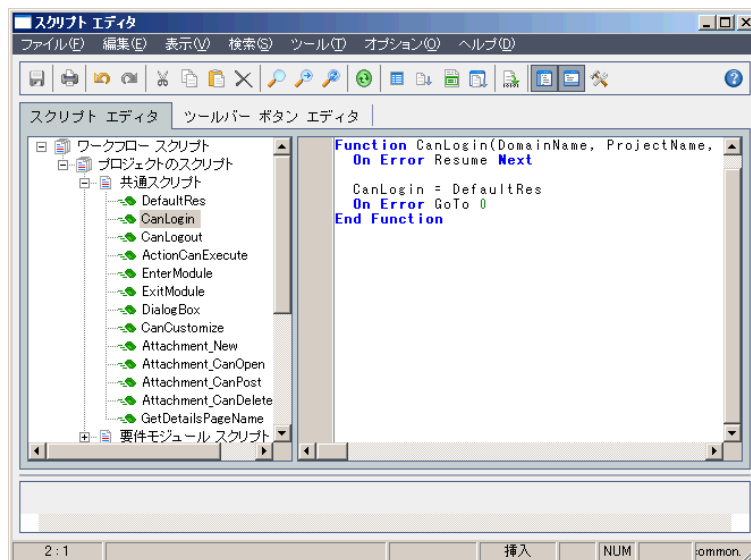 スクリプト エディタ
ファイル(F) 編集(E) 表示(V) 検索(S) ツール(T) オプション(O) ヘルプ(D)
スクリプト エディタ ツールバー ボタン エディタ
ワークフロー スクリプト
プロジェクトのスクリプト
共通スクリプト
DefaultRes
CanLogin
CanLogout
ActionCanExecute
EnterModule
ExitModule
DialogBox
CanCustomize
Attachment_New
Attachment_CanOpen
Attachment_CanPost
Attachment_CanDelete
GetDetailsPageName
要件モジュール スクリプト
Function CanLogin(DomainName, ProjectName,
On Error Resume Next
CanLogin = DefaultRes
On Error GoTo 0
End Function
2 : 1 挿入 NUM